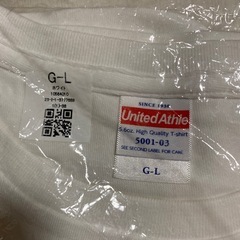 G-L
ホワイト
SINCE 1990
United Athle
5.6oz. High Quality T-shirt
5001-03
SEE SECOND LABEL FOR CARE.
G-L